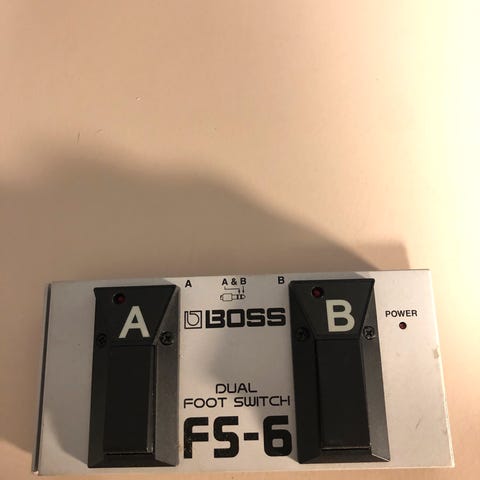 A A & B B
A BOSS B
POWER
DUAL
FOOT SWITCH
FS-6